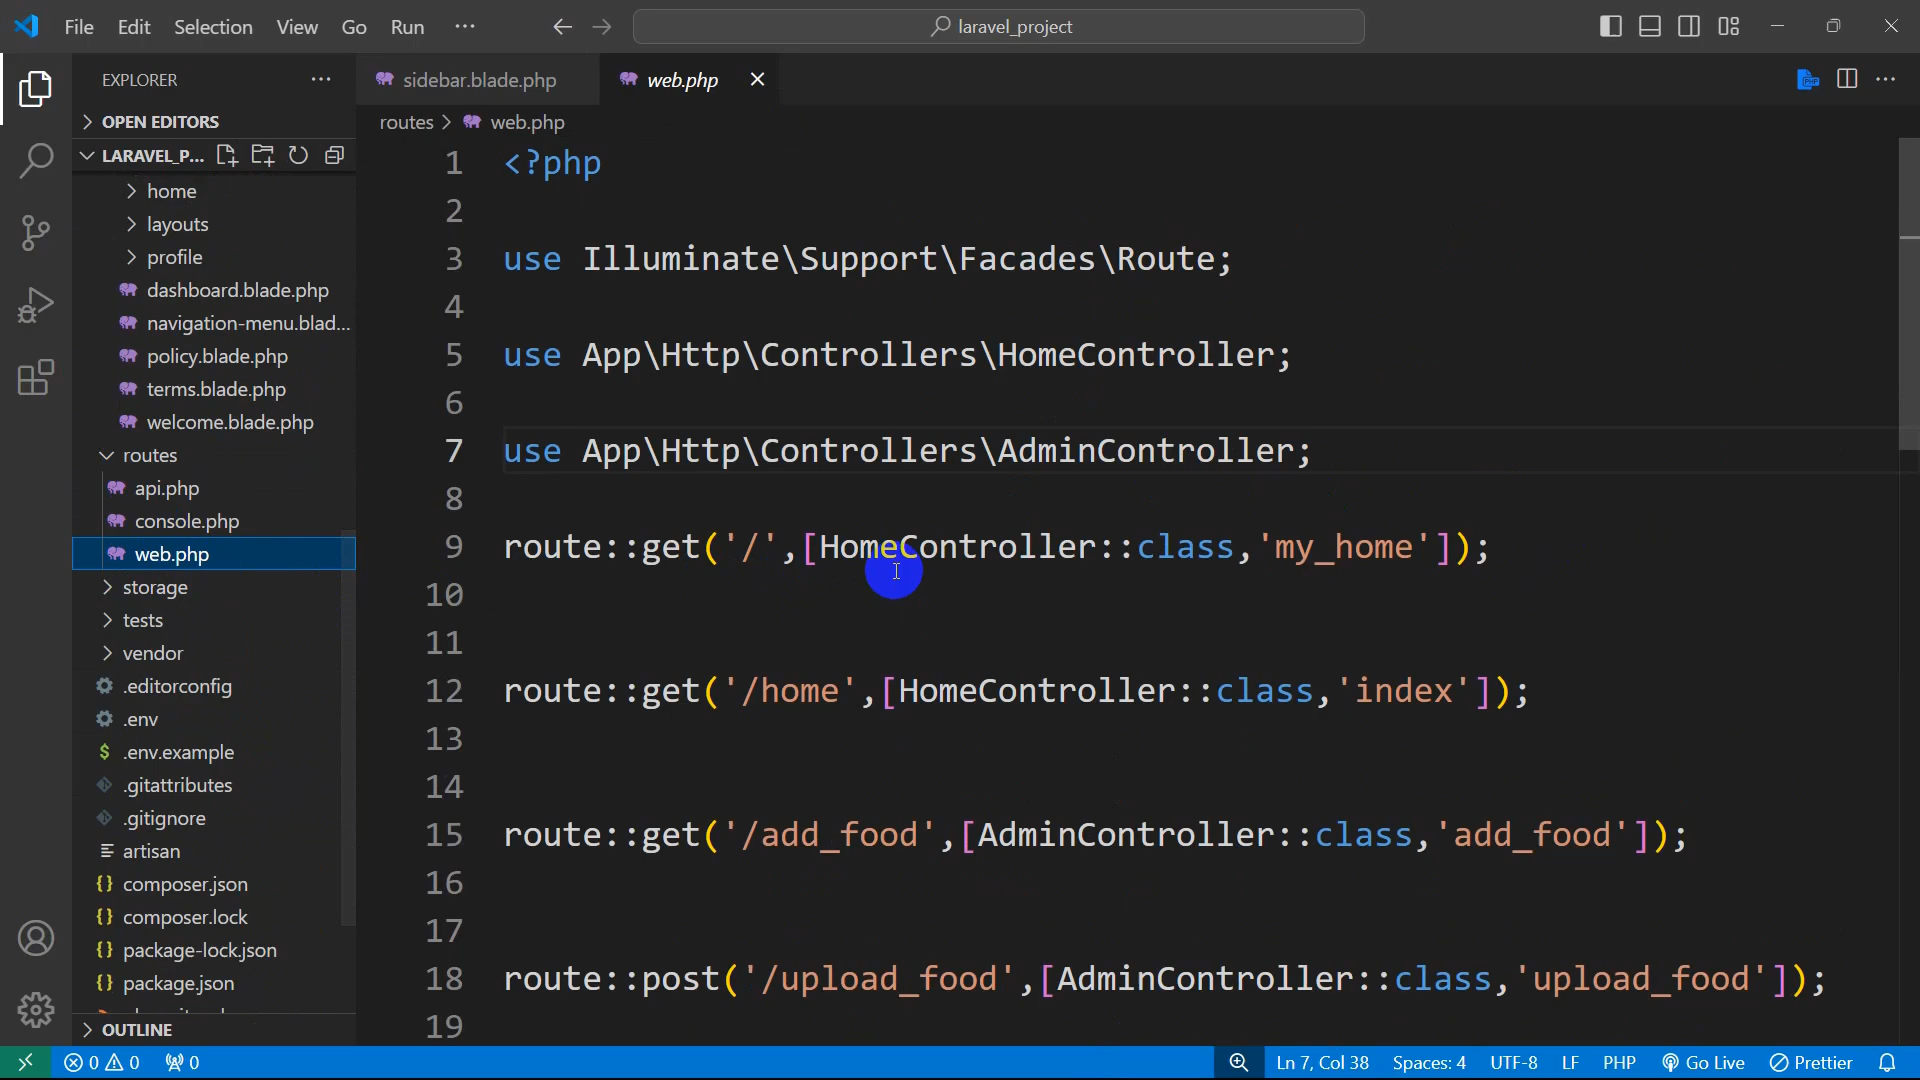 File Edit Selection View Go Run ··· laravel_project
EXPLORER ···
OPEN EDITORS
LARAVEL_P...
home
layouts
profile
dashboard.blade.php
navigation-menu.blad...
policy.blade.php
terms.blade.php
welcome.blade.php
routes
api.php
console.php
web.php
storage
tests
vendor
.editorconfig
.env
.env.example
.gitattributes
.gitignore
artisan
composer.json
composer.lock
package-lock.json
package.json
OUTLINE
sidebar.blade.php web.php
routes > web.php
1 <?php
2
3 use Illuminate\Support\Facades\Route;
4
5 use App\Http\Controllers\HomeController;
6
7 use App\Http\Controllers\AdminController;
8
9 route::get('/',[HomeController::class,'my_home']);
10
11
12 route::get('/home',[HomeController::class,'index']);
13
14
15 route::get('/add_food',[AdminController::class,'add_food']);
16
17
18 route::post('/upload_food',[AdminController::class,'upload_food']);
19
0 0 0 Ln 7, Col 38 Spaces: 4 UTF-8 LF PHP Go Live Prettier